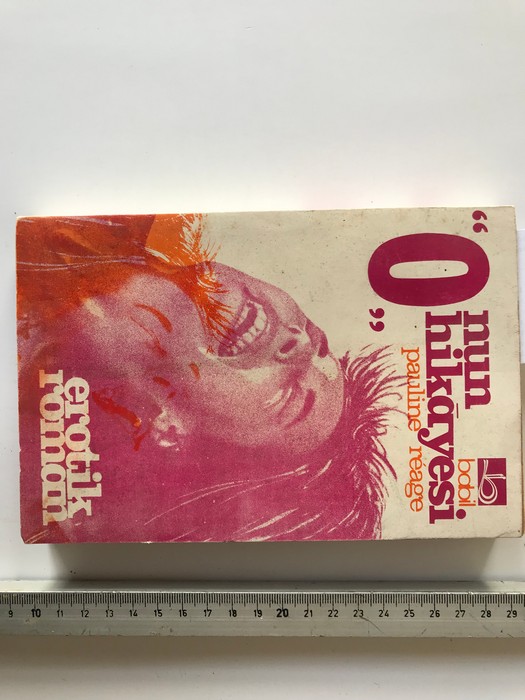 “O”
nun
hikâyesi
pauline reage
babil
erotik
roman
9 10 11 12 13 14 15 16 17 18 19 20 21 22 23 24 25 26 27 28 29